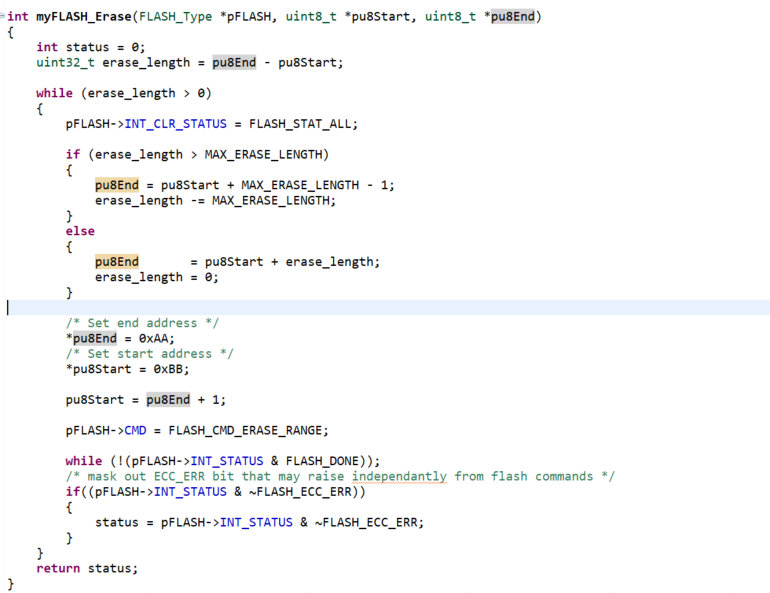 int myFLASH_Erase(FLASH_Type *pFLASH, uint8_t *pu8Start, uint8_t *pu8End)
{
    int status = 0;
    uint32_t erase_length = pu8End - pu8Start;

    while (erase_length > 0)
    {
        pFLASH->INT_CLR_STATUS = FLASH_STAT_ALL;

        if (erase_length > MAX_ERASE_LENGTH)
        {
            pu8End = pu8Start + MAX_ERASE_LENGTH - 1;
            erase_length -= MAX_ERASE_LENGTH;
        }
        else
        {
            pu8End       = pu8Start + erase_length;
            erase_length = 0;
        }

        /* Set end address */
        *pu8End = 0xAA;
        /* Set start address */
        *pu8Start = 0xBB;

        pu8Start = pu8End + 1;

        pFLASH->CMD = FLASH_CMD_ERASE_RANGE;

        while (!(pFLASH->INT_STATUS & FLASH_DONE));
        /* mask out ECC_ERR bit that may raise independantly from flash commands */
        if((pFLASH->INT_STATUS & ~FLASH_ECC_ERR))
        {
            status = pFLASH->INT_STATUS & ~FLASH_ECC_ERR;
        }
    }
    return status;
}